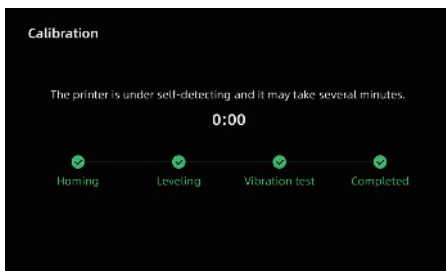 Calibration
The printer is under self-detecting and it may take several minutes.
0:00
Homing Leveling Vibration test Completed